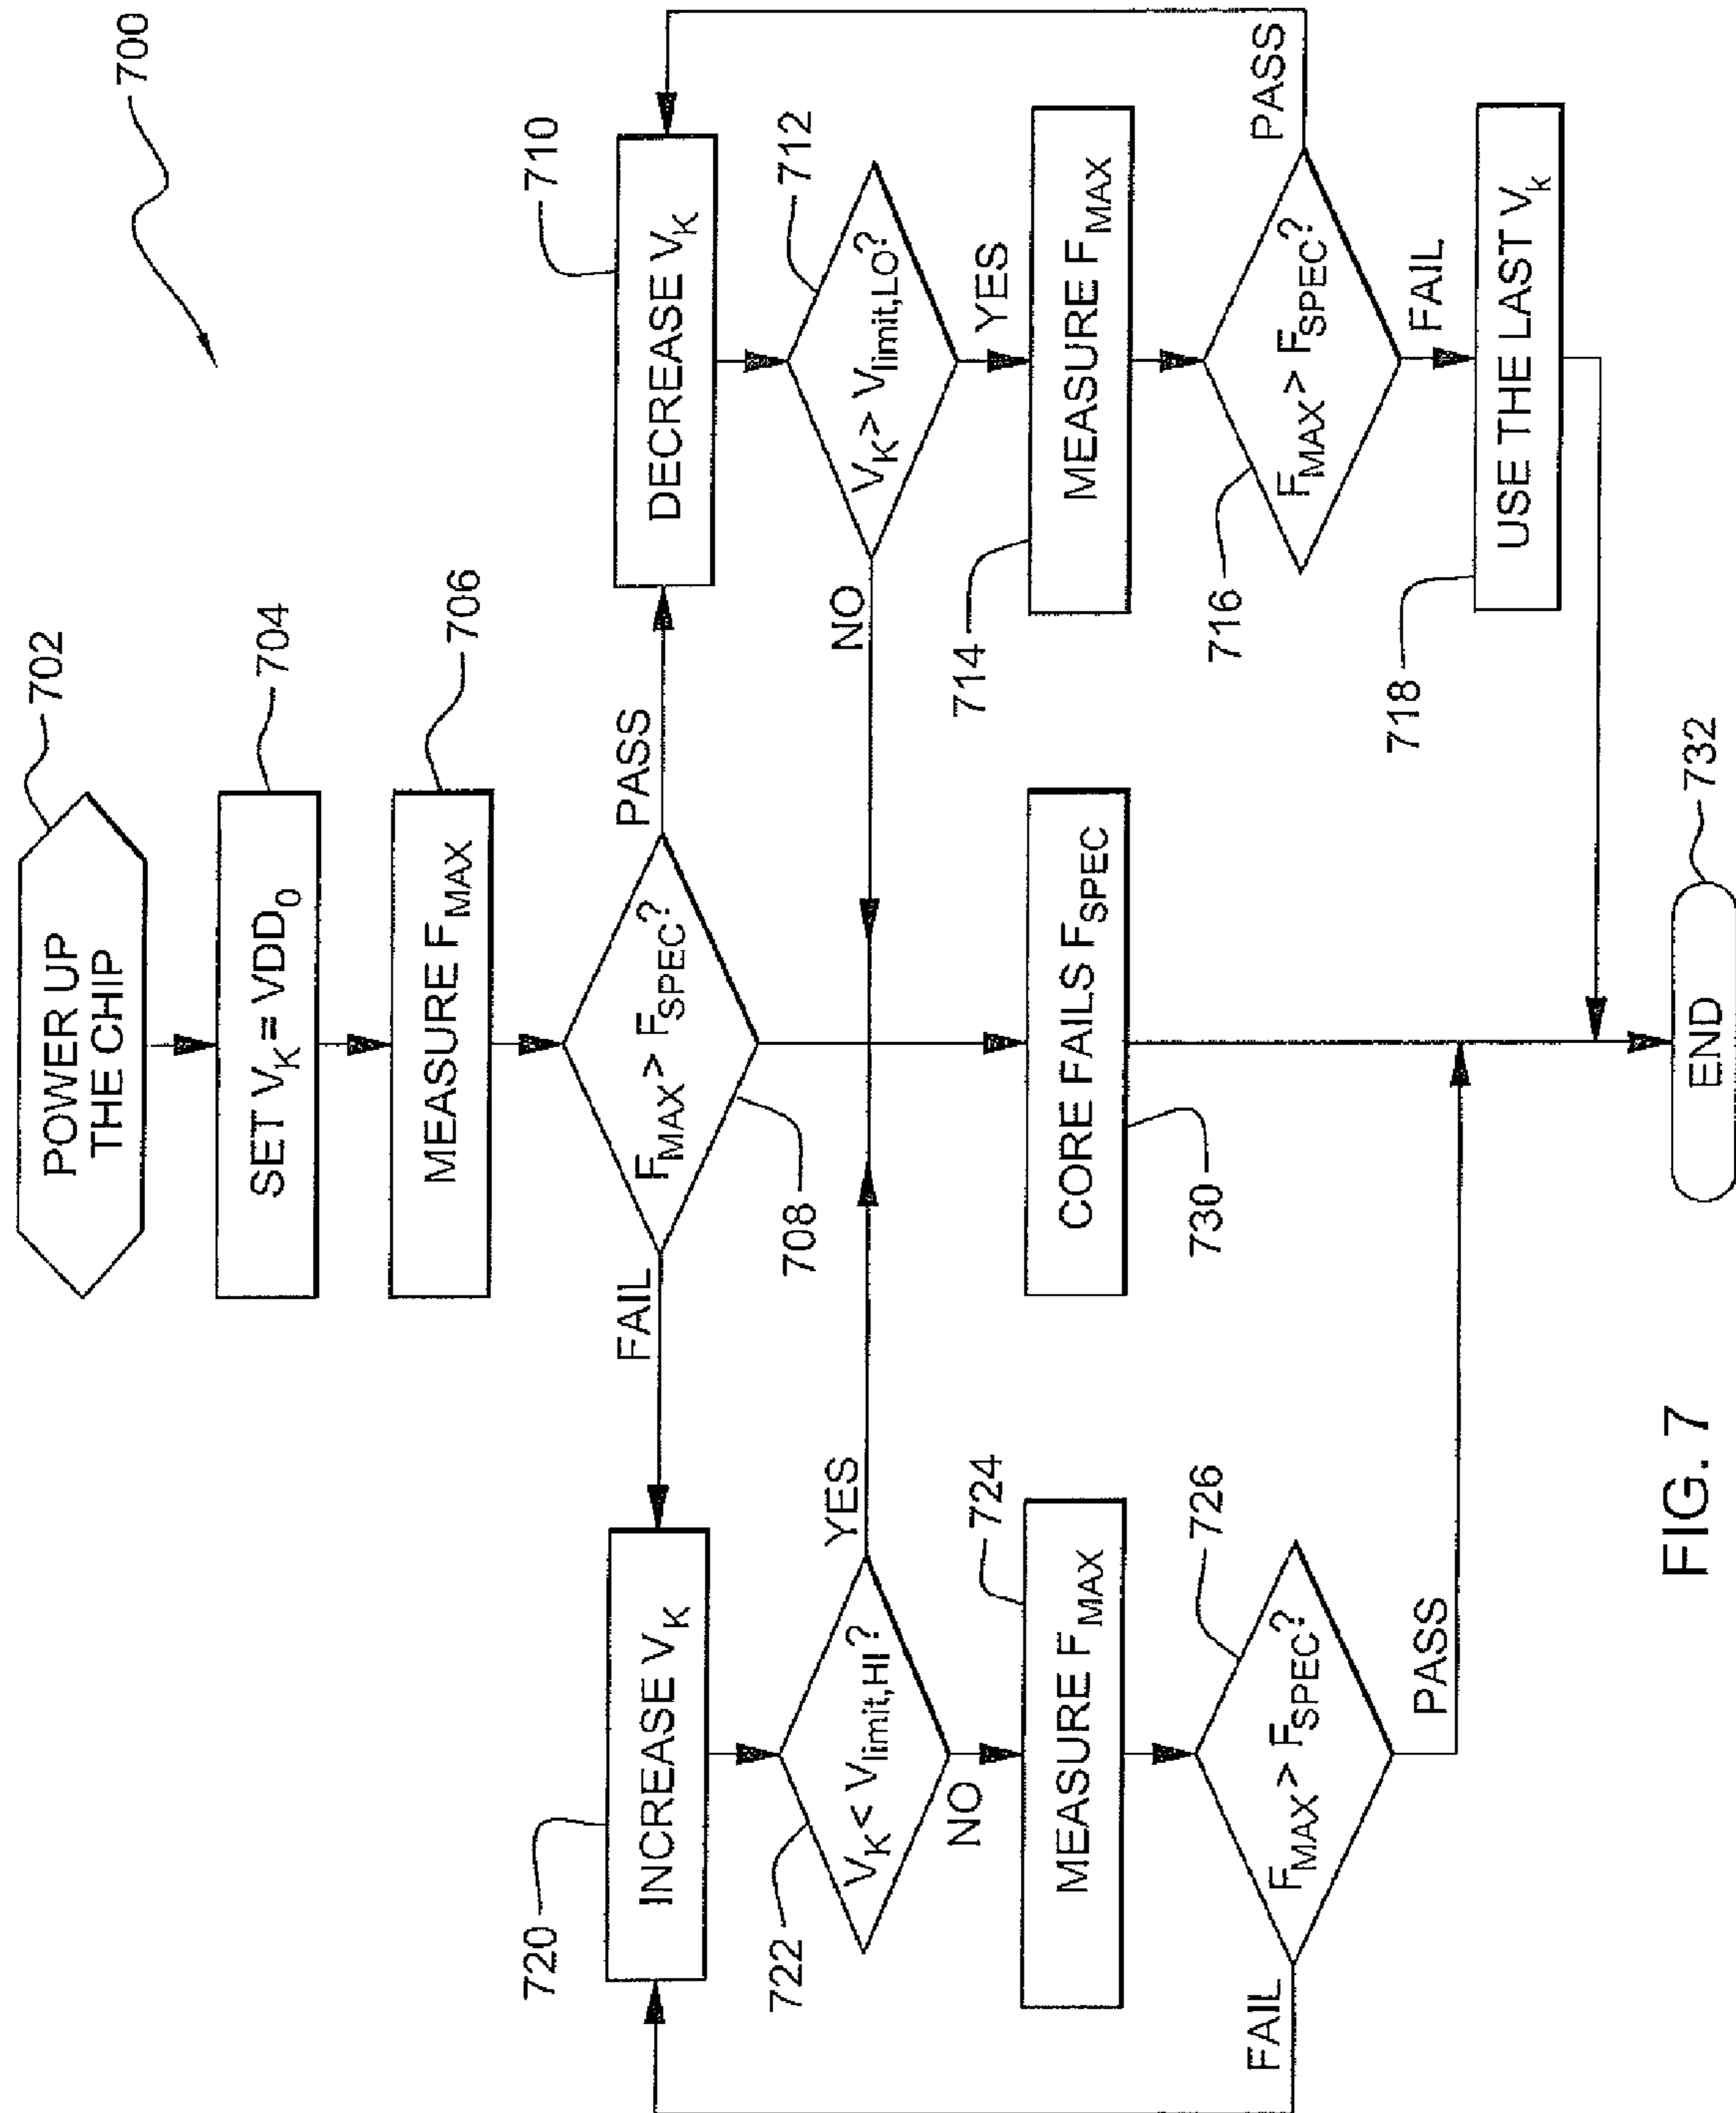 700
POWER UP
THE CHIP
702
SET V_K = VDD_0
704
MEASURE F_MAX
706
F_MAX > F_SPEC?
708
FAIL
PASS
INCREASE V_K
720
DECREASE V_K
710
V_K < V_limit,HI?
722
YES
NO
V_K > V_limit,LO?
712
NO
YES
MEASURE F_MAX
724
CORE FAILS F_SPEC
730
MEASURE F_MAX
714
F_MAX > F_SPEC?
726
FAIL
PASS
F_MAX > F_SPEC?
716
PASS
FAIL
USE THE LAST V_k
718
END
732
FIG. 7